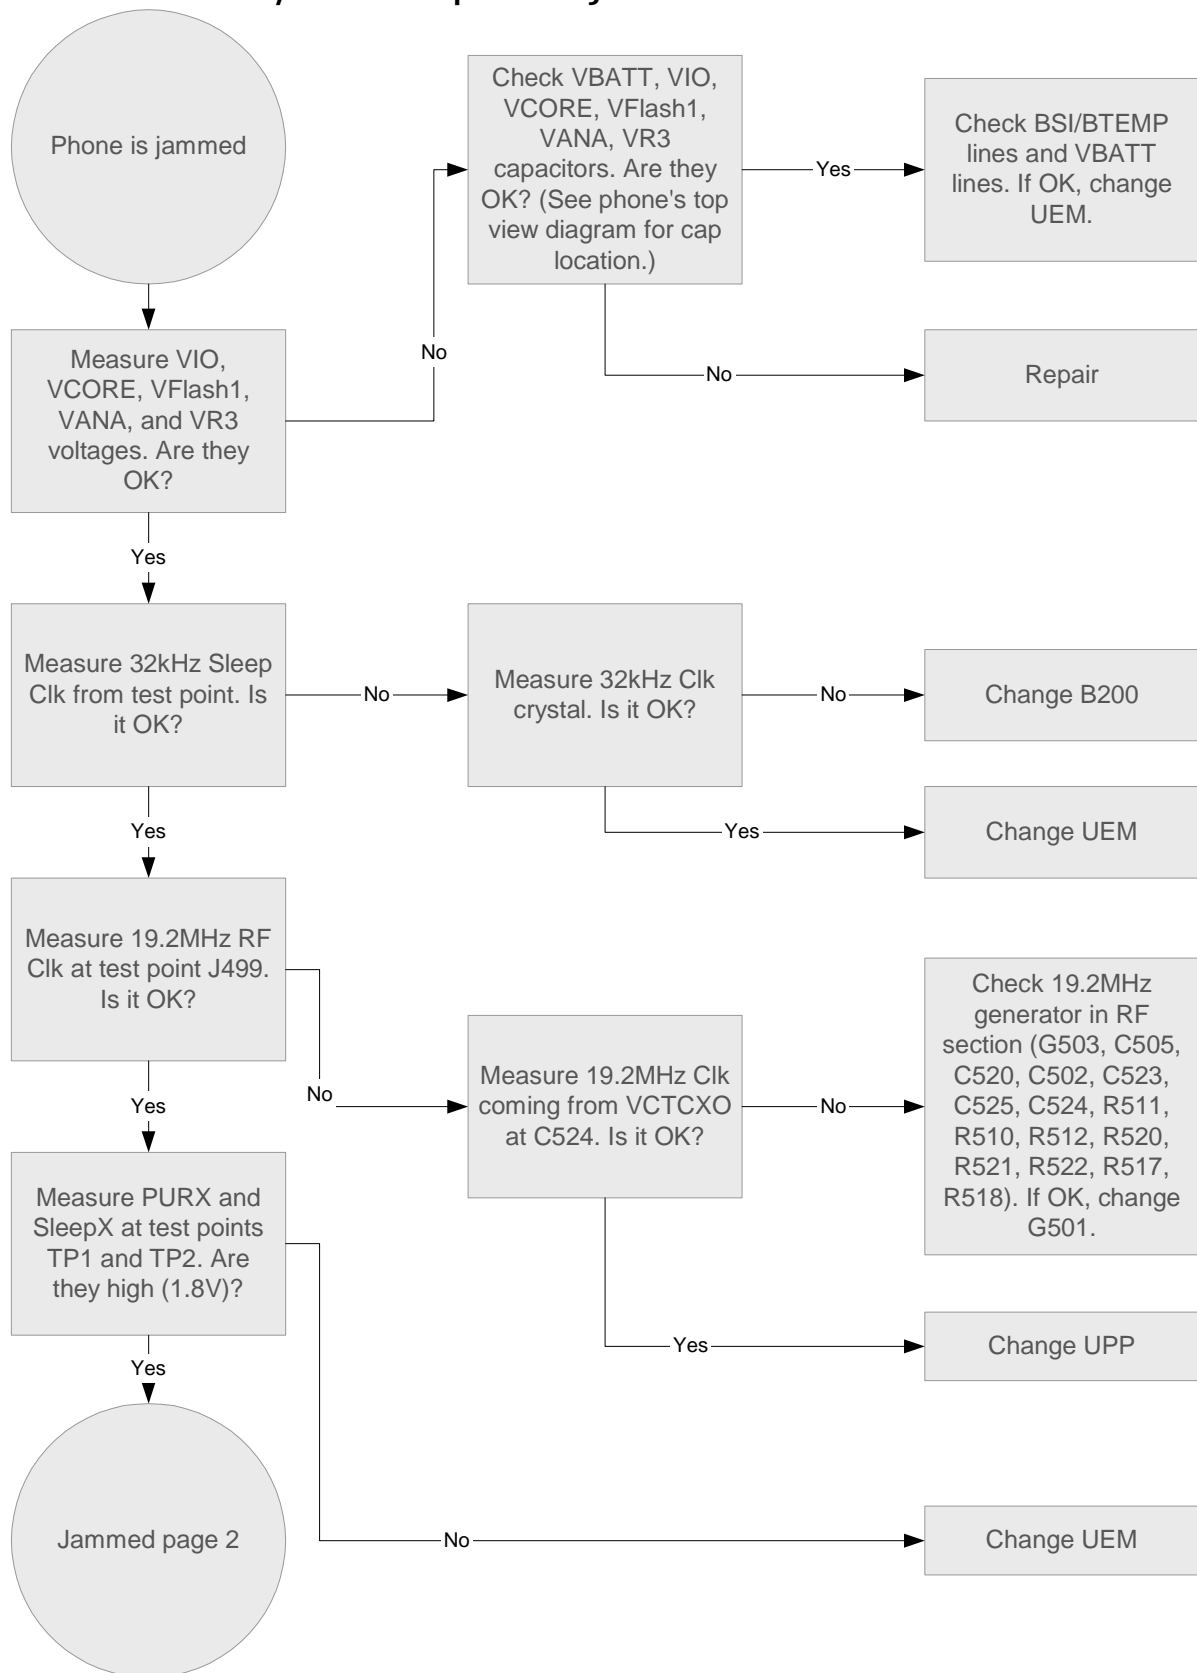 Phone is jammed
Check VBATT, VIO,
VCORE, VFlash1,
VANA, VR3
capacitors. Are they
OK? (See phone's top
view diagram for cap
location.)
Yes
Check BSI/BTEMP
lines and VBATT
lines. If OK, change
UEM.
No
No
Repair
Measure VIO,
VCORE, VFlash1,
VANA, and VR3
voltages. Are they
OK?
Yes
Measure 32kHz Sleep
Clk from test point. Is
it OK?
No
Measure 32kHz Clk
crystal. Is it OK?
No
Change B200
Yes
Change UEM
Yes
Measure 19.2MHz RF
Clk at test point J499.
Is it OK?
No
Measure 19.2MHz Clk
coming from VCTCXO
at C524. Is it OK?
No
Check 19.2MHz
generator in RF
section (G503, C505,
C520, C502, C523,
C525, C524, R511,
R510, R512, R520,
R521, R522, R517,
R518). If OK, change
G501.
Yes
Change UPP
Yes
Measure PURX and
SleepX at test points
TP1 and TP2. Are
they high (1.8V)?
No
Change UEM
Yes
Jammed page 2